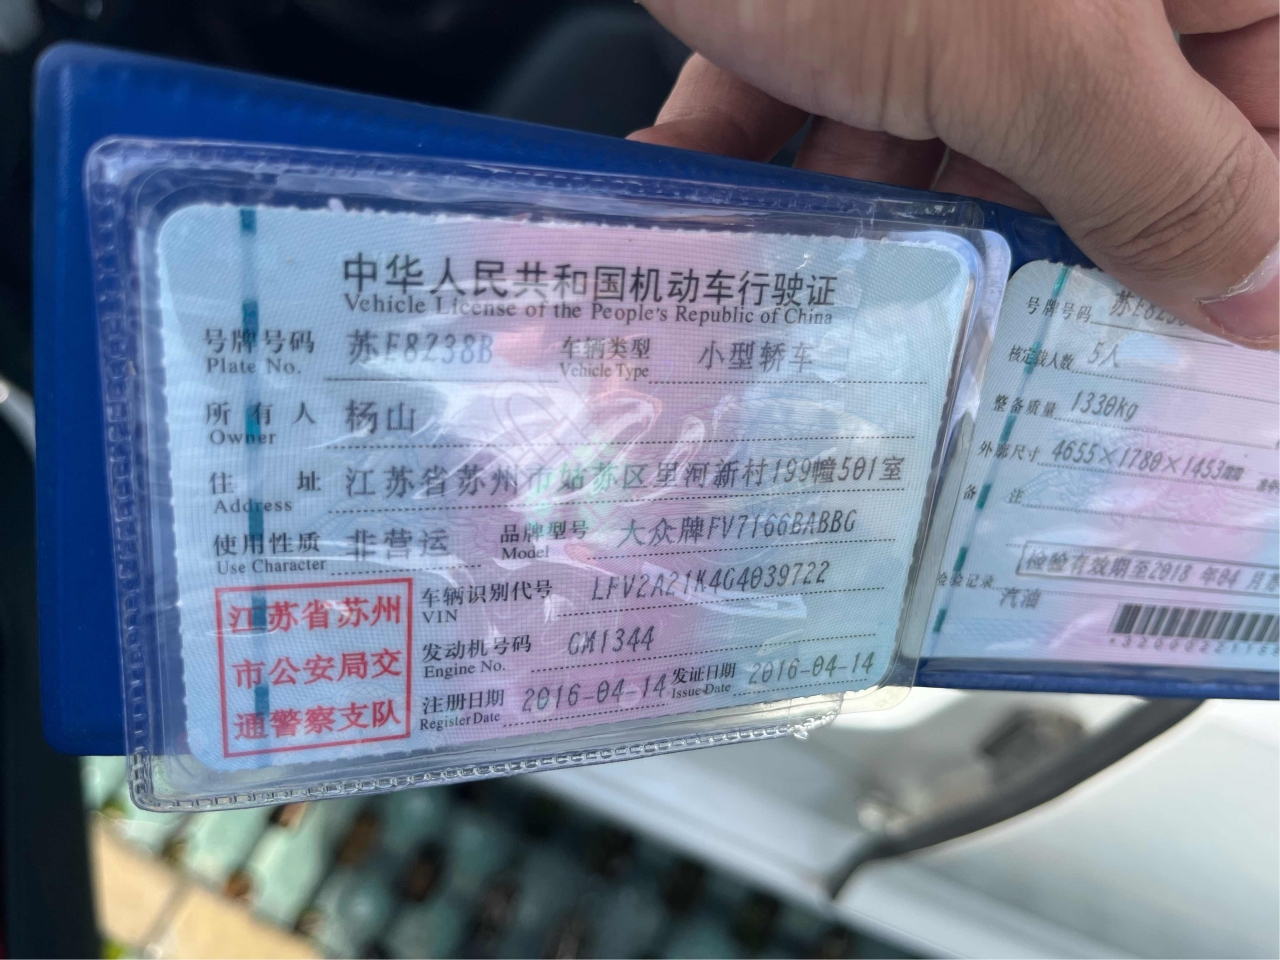 中华人民共和国机动车行驶证
Vehicle License of the People's Republic of China
号牌号码 苏E8Z38B 车辆类型 小型轿车
Plate No. Vehicle Type
所有人 杨山
Owner
住址 江苏省苏州市姑苏区里河新村199幢501室
Address
使用性质 非营运 品牌型号 大众牌FV7166BABBG
Use Character Model
江苏省苏州
市公安局交
通警察支队
车辆识别代号 LFV2A21K4G4039722
VIN
发动机号码 GM1344
Engine No.
注册日期 2016-04-14 发证日期 2016-04-14
Register Date Issue Date
号牌号码 苏E8Z3
核定载人数 5人
整备质量 1330kg
外廓尺寸 4655×1780×1453mm
备注
检验有效期至2018年04月
检验记录
汽油